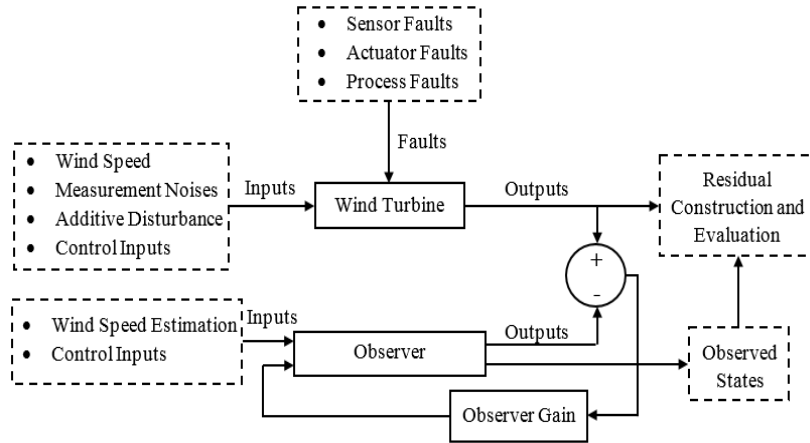 • Sensor Faults
• Actuator Faults
• Process Faults
Faults
• Wind Speed
• Measurement Noises
• Additive Disturbance
• Control Inputs
Inputs
Wind Turbine
Outputs
Residual
Construction and
Evaluation
+
-
• Wind Speed Estimation
• Control Inputs
Inputs
Observer
Outputs
Observed
States
Observer Gain